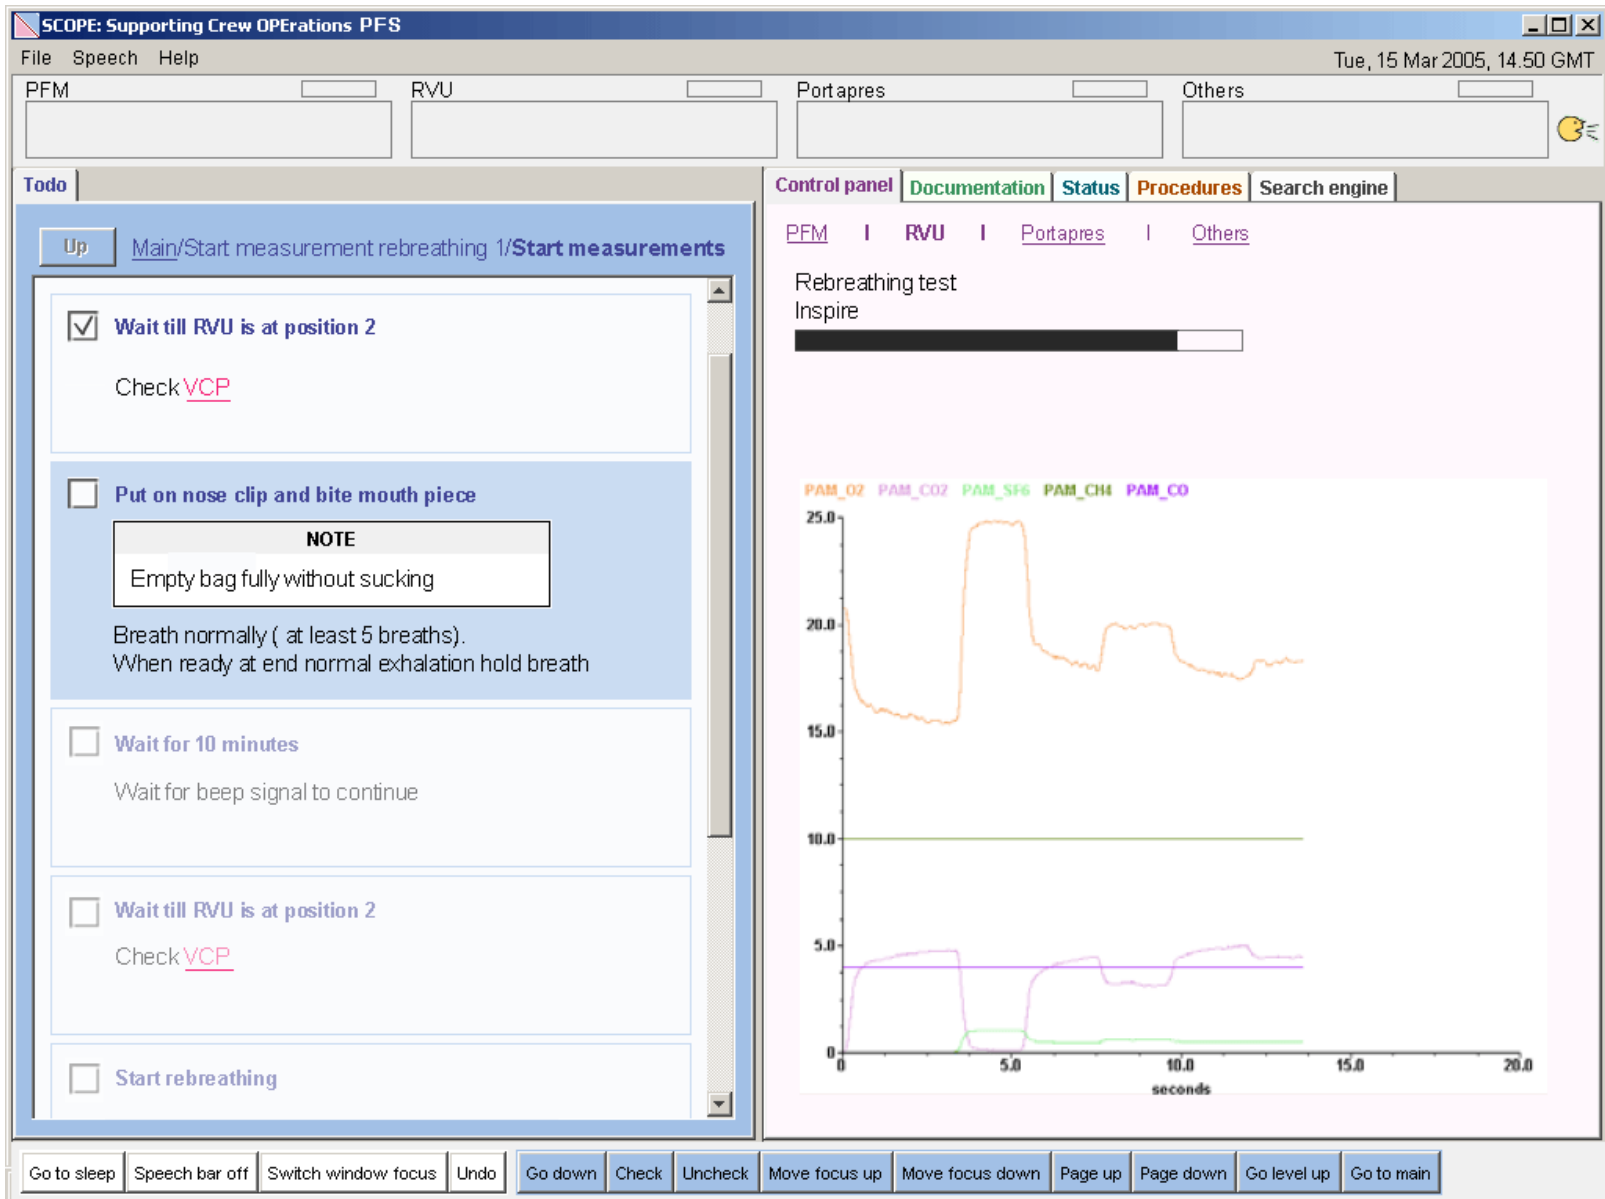 SCOPE: Supporting Crew OPErations PFS
File Speech Help
Tue, 15 Mar 2005, 14.50 GMT
PFM RVU Portapres Others
Todo
Up Main/Start measurement rebreathing 1/Start measurements
Wait till RVU is at position 2
Check VCP
Put on nose clip and bite mouth piece
NOTE
Empty bag fully without sucking
Breath normally ( at least 5 breaths).
When ready at end normal exhalation hold breath
Wait for 10 minutes
Wait for beep signal to continue
Wait till RVU is at position 2
Check VCP
Start rebreathing
Control panel Documentation Status Procedures Search engine
PFM I RVU I Portapres I Others
Rebreathing test
Inspire
PAM_O2 PAM_CO2 PAM_SF6 PAM_CH4 PAM_CO
25.0
20.0
15.0
10.0
5.0
0
0 5.0 10.0 15.0 20.0
seconds
Go to sleep Speech bar off Switch window focus Undo Go down Check Uncheck Move focus up Move focus down Page up Page down Go level up Go to main